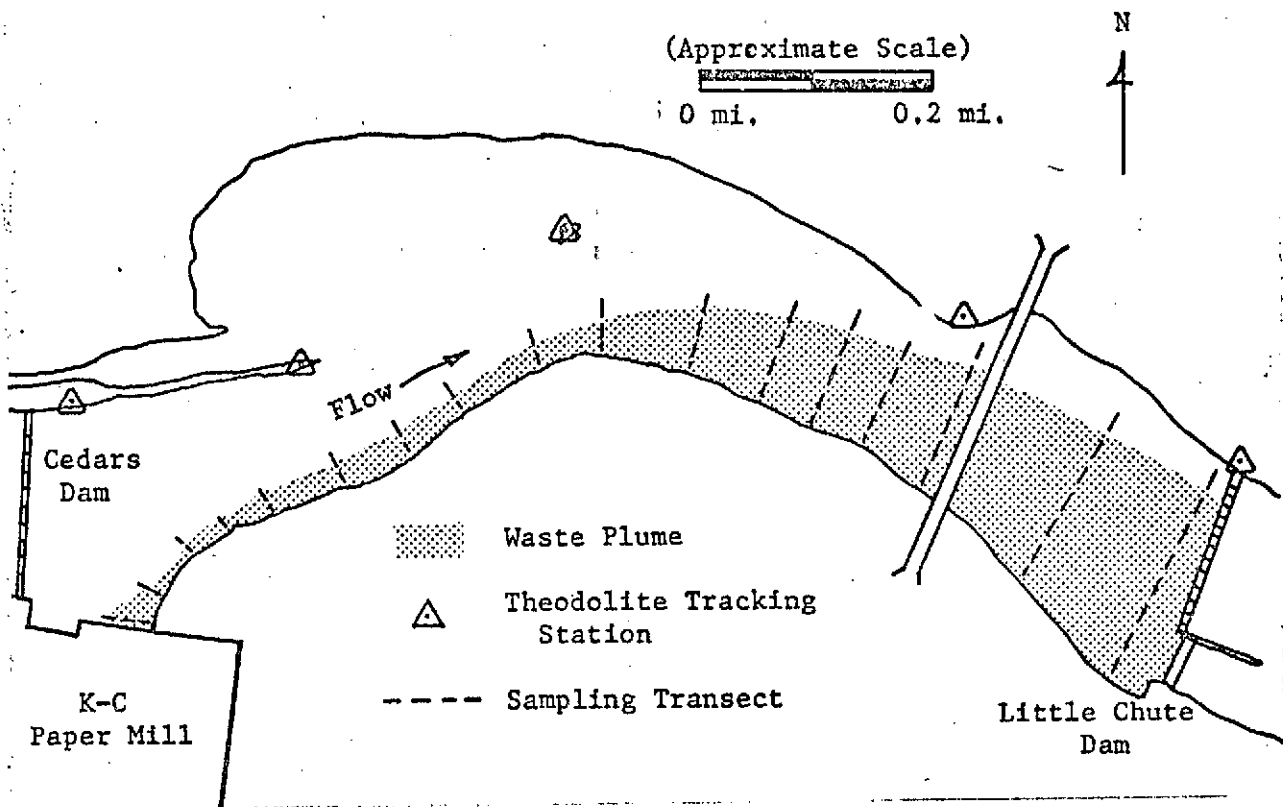 N
(Approximate Scale)
0 mi.
0.2 mi.
Flow
Cedars
Dam
Waste Plume
Theodolite Tracking
Station
Sampling Transect
K-C
Paper Mill
Little Chute
Dam